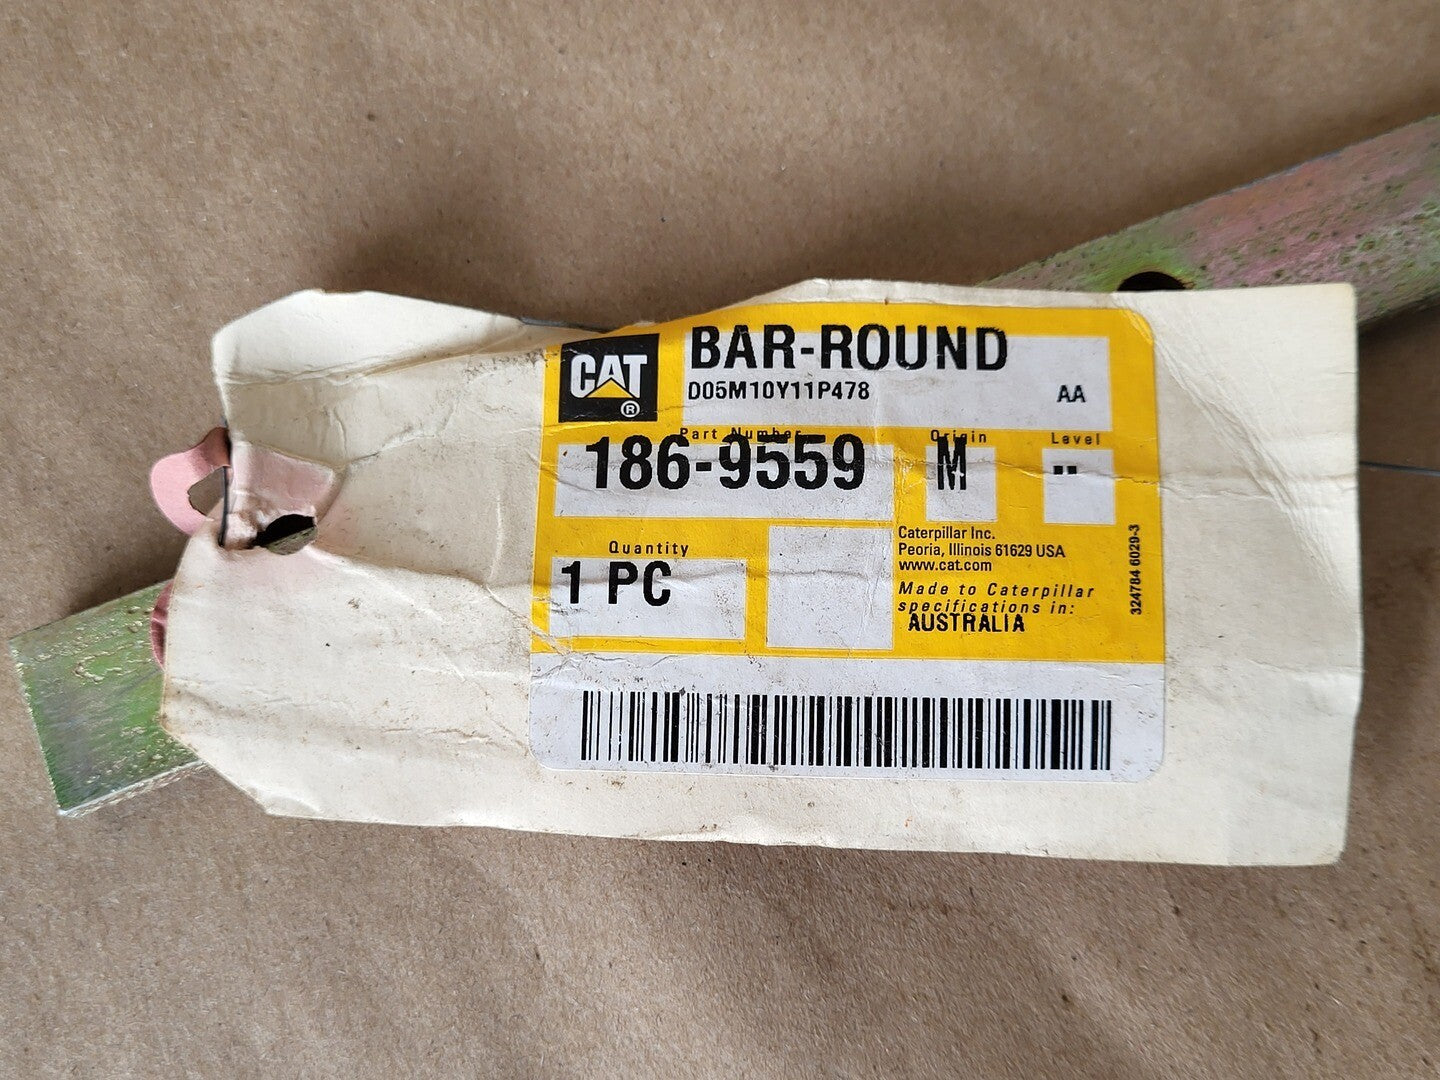 CAT
®
BAR-ROUND
D05M10Y11P478
AA
Part Number
186-9559
Origin
M
Level
"
Quantity
1 PC
Caterpillar Inc.
Peoria, Illinois 61629 USA
www.cat.com
Made to Caterpillar
specifications in:
AUSTRALIA
324784 6029-3